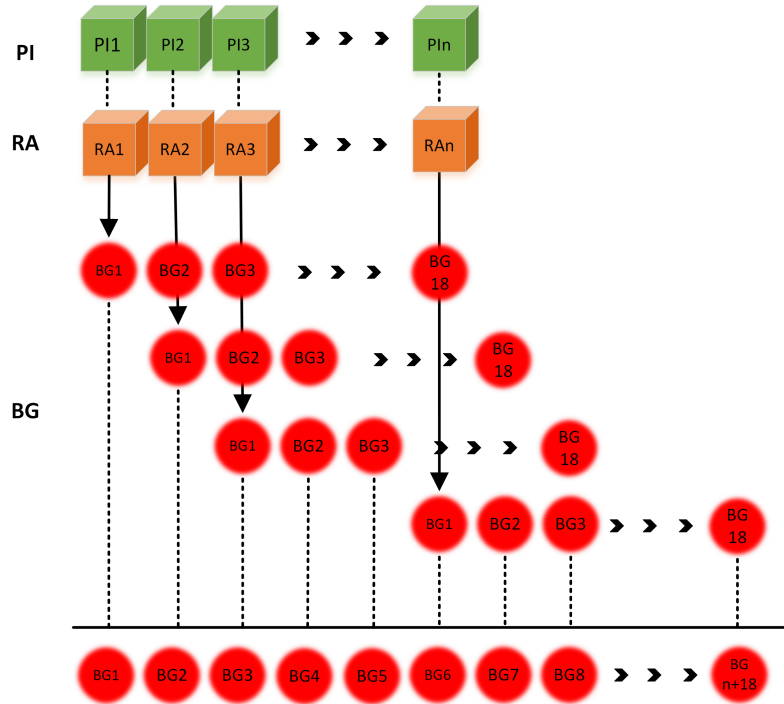 PI
PI1 PI2 PI3 PIn
RA
RA1 RA2 RA3 RAn
BG1 BG2 BG3 BG
18
BG1 BG2 BG3 BG
18
BG
BG1 BG2 BG3 BG
18
BG1 BG2 BG3 BG
18
BG1 BG2 BG3 BG4 BG5 BG6 BG7 BG8 BG
n+18